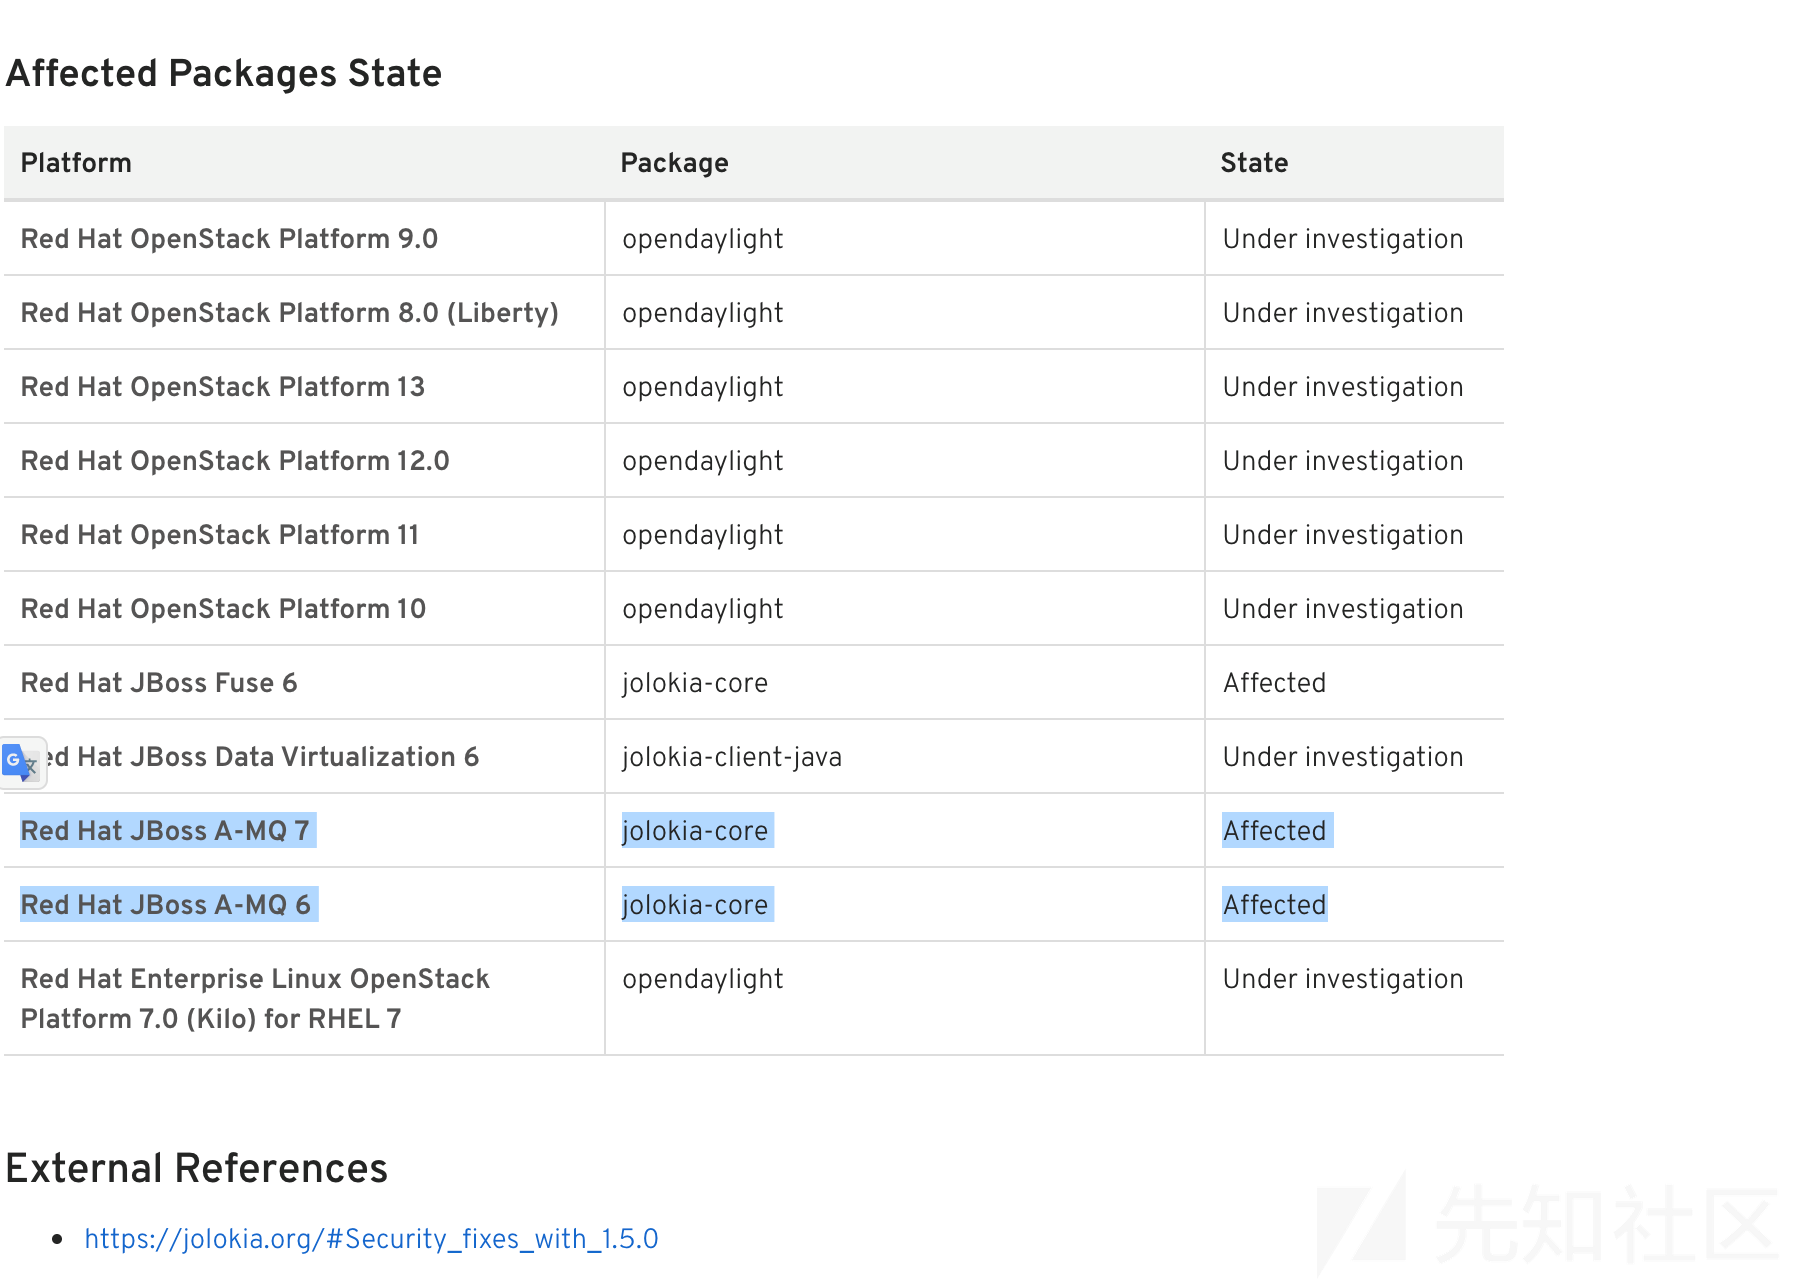 Affected Packages State
Platform Package State
Red Hat OpenStack Platform 9.0 opendaylight Under investigation
Red Hat OpenStack Platform 8.0 (Liberty) opendaylight Under investigation
Red Hat OpenStack Platform 13 opendaylight Under investigation
Red Hat OpenStack Platform 12.0 opendaylight Under investigation
Red Hat OpenStack Platform 11 opendaylight Under investigation
Red Hat OpenStack Platform 10 opendaylight Under investigation
Red Hat JBoss Fuse 6 jolokia-core Affected
ed Hat JBoss Data Virtualization 6 jolokia-client-java Under investigation
Red Hat JBoss A-MQ 7 jolokia-core Affected
Red Hat JBoss A-MQ 6 jolokia-core Affected
Red Hat Enterprise Linux OpenStack opendaylight Under investigation
Platform 7.0 (Kilo) for RHEL 7
External References
• https://jolokia.org/#Security_fixes_with_1.5.0
先知社区